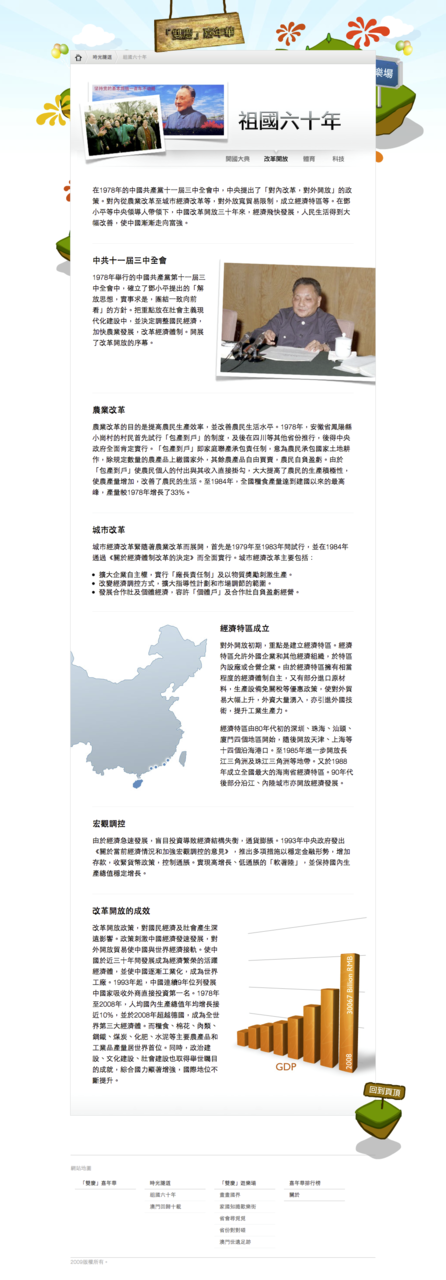 『雙慶』嘉年華
樂場
時光隧道
祖國六十年
祖國六十年
開國大典
改革開放
體育
科技
在1978年的中國共產黨十一屆三中全會中，中央提出了「對內改革，對外開放」的政
策。對內從農業改革至城市經濟改革等，對外放寬貿易限制，成立經濟特區等。在鄧
小平等中央領導人帶領下，中國改革開放三十年來，經濟飛快發展，人民生活得到大
幅改善，使中國漸漸走向富強。
中共十一屆三中全會
1978年舉行的中國共產黨第十一屆三
中全會中，確立了鄧小平提出的「解
放思想，實事求是，團結一致向前
看」的方針。把重點放在社會主義現
代化建設中，並決定調整國民經濟，
加快農業發展，改革經濟體制。開展
了改革開放的序幕。
農業改革
農業改革的目的是提高農民生產效率，並改善農民生活水平。1978年，安徽省鳳陽縣
小崗村的村民首先試行「包產到戶」的制度，及後在四川等其他省份推行，後得中央
政府全面肯定實行。「包產到戶」即家庭聯產承包責任制，意為農民承包國家土地耕
作，除規定數量的農產品上繳國家外，其餘農產品自由買賣，農民自負盈虧。由於
「包產到戶」使農民個人的付出與其收入直接掛勾，大大提高了農民的生產積極性，
使農產量增加，改善了農民的生活。至1984年，全國糧食產量達到建國以來的最高
峰，產量較1978年增長了33%。
城市改革
城市經濟改革緊隨著農業改革而展開，首先是1979年至1983年間試行，並在1984年
通過《關於經濟體制改革的決定》而全面實行。城市經濟改革主要包括：
擴大企業自主權，實行「廠長責任制」及以物質獎勵刺激生產。
改變經濟調控方式，擴大指導性計劃和市場調節的範圍。
發展合作社及個體經濟，容許「個體戶」及合作社自負盈虧經營。
經濟特區成立
對外開放初期，重點是建立經濟特區。經濟
特區允許外國企業和其他經濟組織，於特區
內設廠或合營企業。由於經濟特區擁有相當
程度的經濟體制自主，又有部分進口原材
料，生產設備免關稅等優惠政策，使對外貿
易大幅上升，外資大量湧入，亦引進外國技
術，提升工業生產力。
經濟特區由80年代初的深圳、珠海、汕頭、
廈門四個地區開始，隨後開放天津、上海等
十四個沿海港口。至1985年進一步開放長
江三角洲及珠江三角洲等地帶。又於1988
年成立全國最大的海南省經濟特區。90年代
後部分沿江、內陸城市亦開放經濟發展。
宏觀調控
由於經濟急速發展，盲目投資導致經濟結構失衡，通貨膨脹。1993年中央政府發出
《關於當前經濟情況和加強宏觀調控的意見》，推出多項措施以穩定金融形勢，增加
存款，收緊貨幣政策，控制通脹。實現高增長、低通脹的「軟著陸」，並保持國內生
產總值穩定增長。
改革開放的成效
改革開放政策，對國民經濟及社會產生深
遠影響。政策刺激中國經濟發速發展，對
外開放貿易使中國與世界經濟接軌。使中
國於近三十年間發展成為經濟繁榮的活躍
經濟體，並使中國逐漸工業化，成為世界
工廠。1993年起，中國連續9年位列發展
中國家吸收外商直接投資第一名。1978年
至2008年，人均國內生產總值年均增長接
近10%，並於2008年超越德國，成為全世
界第三大經濟體。而糧食、棉花、肉類、
鋼鐵、煤炭、化肥、水泥等主要農產品和
工業品產量居世界首位。同時，政治建
設、文化建設、社會建設也取得舉世矚目
的成就，綜合國力顯著增強，國際地位不
斷提升。
30067 Billion RMB
2008
GDP
回到頁頂
網站地圖
「雙慶」嘉年華
時光隧道
「雙慶」遊樂場
嘉年華排行榜
祖國六十年
關於
澳門回歸十載
2009版權所有。